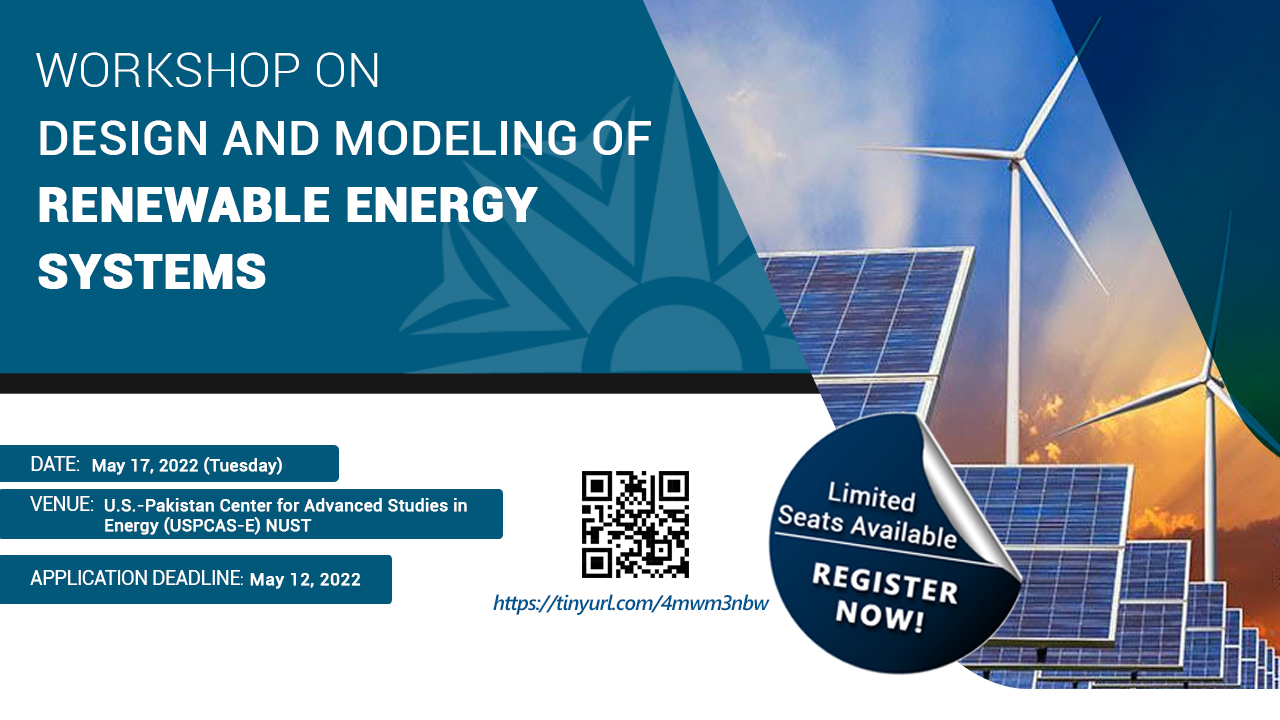 WORKSHOP ON
DESIGN AND MODELING OF
RENEWABLE ENERGY
SYSTEMS
DATE: May 17, 2022 (Tuesday)
VENUE: U.S.-Pakistan Center for Advanced Studies in
Energy (USPCAS-E) NUST
APPLICATION DEADLINE: May 12, 2022
https://tinyurl.com/4mwm3nbw
Limited
Seats Available
REGISTER
NOW!